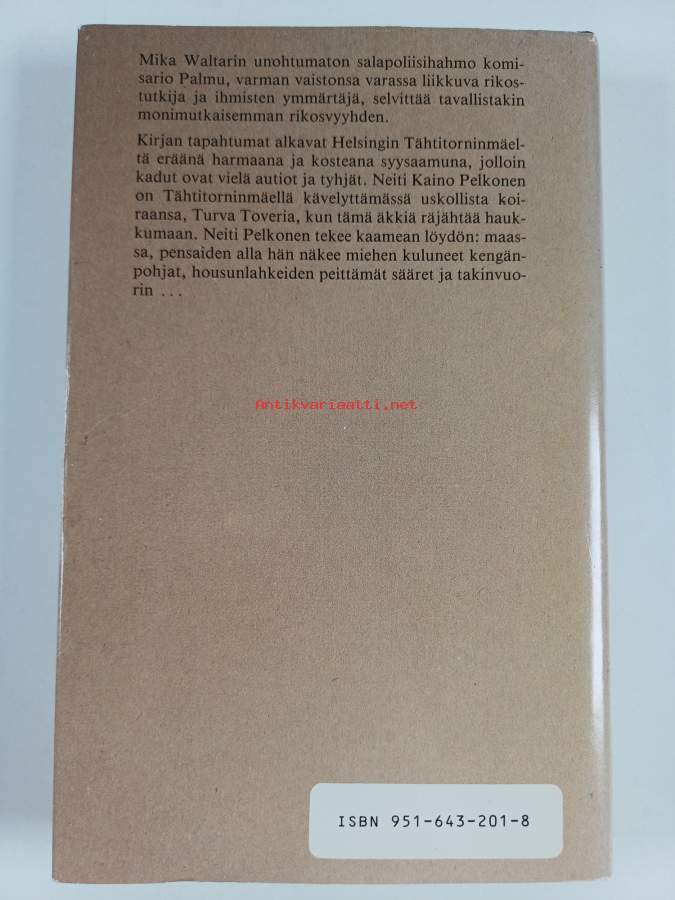 Mika Waltarin unohtumaton salapoliisihahmo komi-
sario Palmu, varman vaistonsa varassa liikkuva rikos-
tutkija ja ihmisten ymmärtäjä, selvittää tavallistakin
monimutkaisemman rikosvyyhden.
Kirjan tapahtumat alkavat Helsingin Tähtitorninmäel-
tä eräänä harmaana ja kosteana syysaamuna, jolloin
kadut ovat vielä autiot ja tyhjät. Neiti Kaino Pelkonen
on Tähtitorninmäellä kävelyttämässä uskollista koi-
raansa, Turva Toveria, kun tämä äkkiä räjähtää hauk-
kumaan. Neiti Pelkonen tekee kaamean löydön: maas-
sa, pensaiden alla hän näkee miehen kuluneet kengän-
pohjat, housunlahkeiden peittämät sääret ja takinvuo-
rin ...
Antikvariaatti.net
ISBN 951-643-201-8